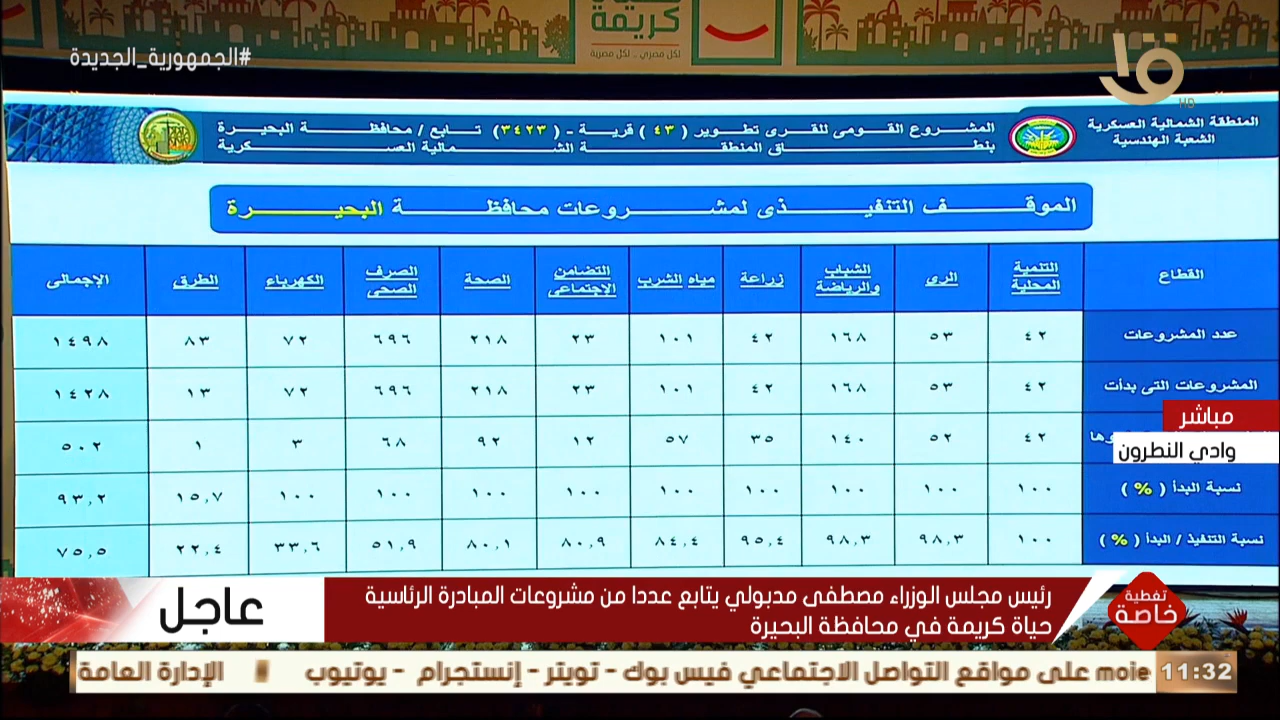 كريمة
لكل مصري .. لكل مصرية
#الجمهورية_الجديدة
HD
المنطقة الشمالية العسكرية
الشعبة الهندسية
المشروع القومى للقرى تطوير ( ٤٣ ) قرية - ( ٣٤٢٣ ) تابع / محافظة البحيرة
بنطاق المنطقة الشمالية العسكرية
الموقف التنفيذى لمشروعات محافظة البحيرة
القطاع التنمية المحلية الرى الشباب والرياضة زراعة مياه الشرب التضامن الإجتماعى الصحة الصرف الصحى الكهرباء الطرق الإجمالى
عدد المشروعات ٤٢ ٥٣ ١٦٨ ٤٢ ١٠١ ٢٣ ٢١٨ ٦٩٦ ٧٢ ٨٣ ١٤٩٨
المشروعات التى بدأت ٤٢ ٥٣ ١٦٨ ٤٢ ١٠١ ٢٣ ٢١٨ ٦٩٦ ٧٢ ١٣ ١٤٢٨
٤٢ ٥٢ ١٤٠ ٣٥ ٥٧ ١٢ ٩٢ ٦٨ ٣ ١ ٥٠٢
نسبة البدأ ( % ) ١٠٠ ١٠٠ ١٠٠ ١٠٠ ١٠٠ ١٠٠ ١٠٠ ١٠٠ ١٠٠ ١٥,٧ ٩٣,٢
نسبة التنفيذ / البدأ ( % ) ١٠٠ ٩٨,٣ ٩٨,٣ ٩٥,٤ ٨٤,٤ ٨٠,٩ ٨٠,١ ٥١,٩ ٣٣,٦ ٢٢,٤ ٧٥,٥
مباشر
وادي النطرون
تغطية
خاصة
رئيس مجلس الوزراء مصطفى مدبولي يتابع عددا من مشروعات المبادرة الرئاسية
حياة كريمة في محافظة البحيرة
عاجل
11:32
moie على مواقع التواصل الاجتماعي فيس بوك - تويتر - إنستجرام - يوتيوب الإدارة العامة